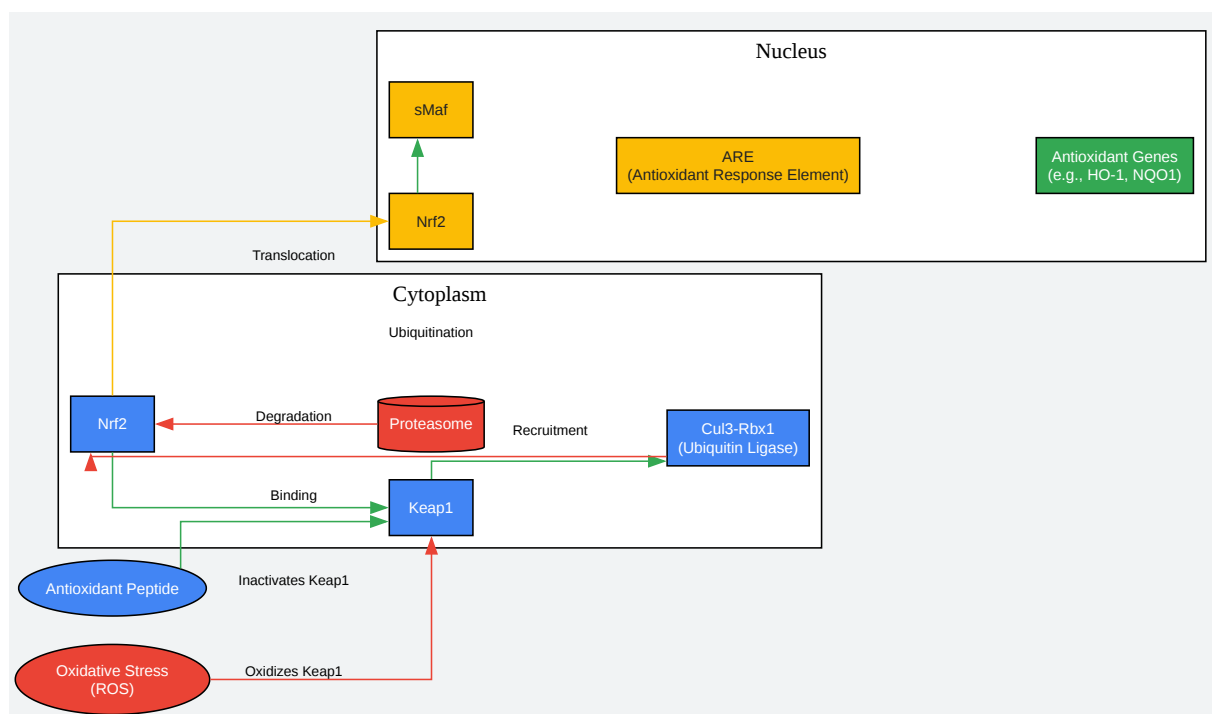 Nucleus
sMaf
ARE
(Antioxidant Response Element)
Antioxidant Genes
(e.g., HO-1, NQO1)
Nrf2
Translocation
Cytoplasm
Ubiquitination
Nrf2
Degradation
Proteasome
Recruitment
Cul3-Rbx1
(Ubiquitin Ligase)
Binding
Keap1
Antioxidant Peptide
Inactivates Keap1
Oxidative Stress
(ROS)
Oxidizes Keap1